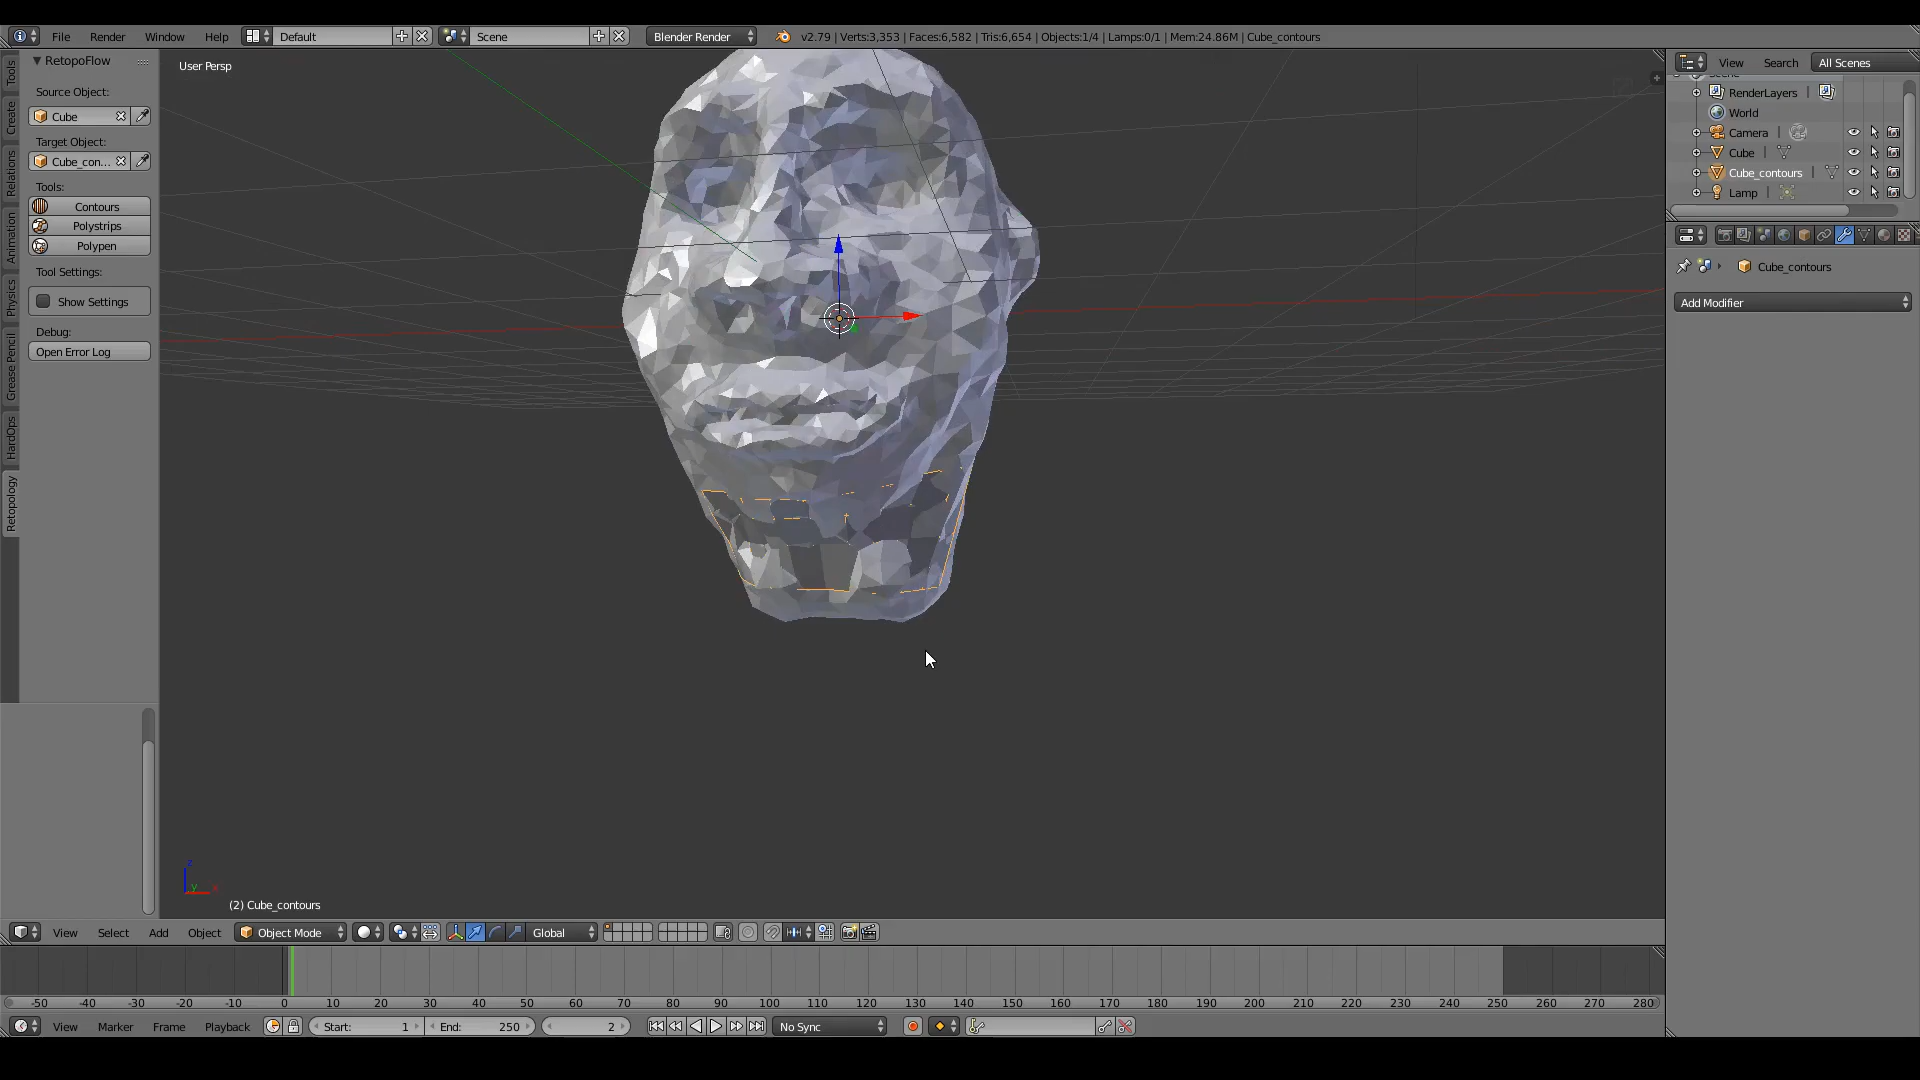 File Render Window Help Default Scene Blender Render v2.79 | Verts:3,353 | Faces:6,582 | Tris:6,654 | Objects:1/4 | Lamps:0/1 | Mem:24.86M | Cube_contours
RetopoFlow
Source Object:
Cube
Target Object:
Cube_con...
Tools:
Contours
Polystrips
Polypen
Tool Settings:
Show Settings
Debug:
Open Error Log
Tools
Create
Relations
Animation
Physics
Grease Pencil
HardOps
Retopology
User Persp
z
y x
(2) Cube_contours
View Search All Scenes
RenderLayers |
World
Camera |
Cube |
Cube_contours |
Lamp |
Cube_contours
Add Modifier
View Select Add Object Object Mode Global
-50 -40 -30 -20 -10 0 10 20 30 40 50 60 70 80 90 100 110 120 130 140 150 160 170 180 190 200 210 220 230 240 250 260 270 280
View Marker Frame Playback Start: 1 End: 250 2 No Sync